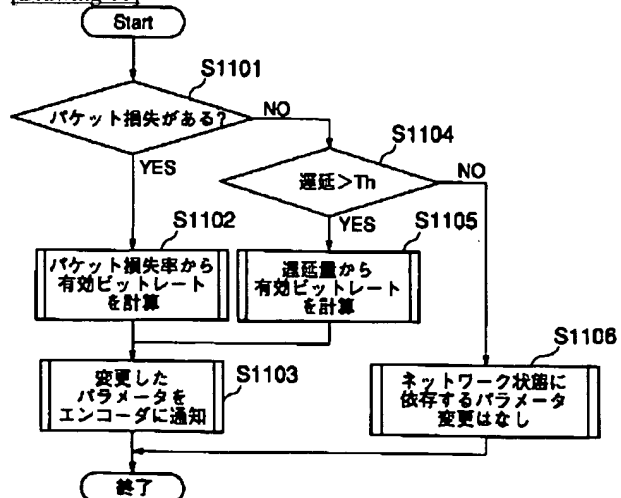 Start
S1101
パケット損失がある?
NO
YES
S1104
遅延>Th
NO
YES
S1102
パケット損失率から
有効ビットレート
を計算
S1105
遅延量から
有効ビットレート
を計算
S1103
変更した
パラメータを
エンコーダに通知
S1106
ネットワーク状態に
依存するパラメータ
変更はなし
終了